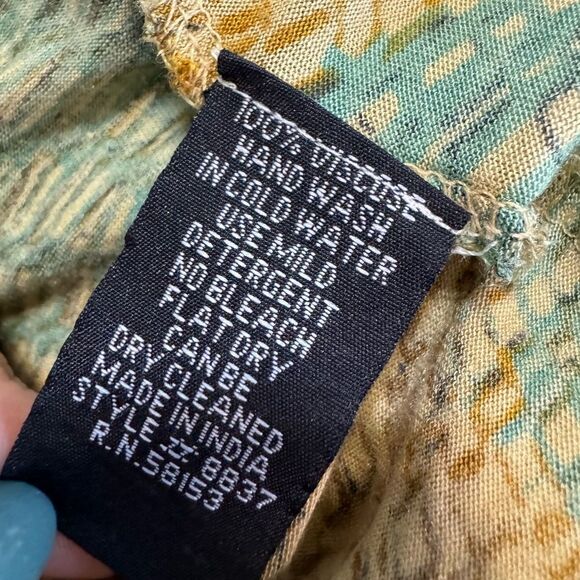 100% VISCOSE
HAND WASH
IN COLD WATER
USE MILD
DETERGENT
NO BLEACH
FLAT DRY
CAN BE
DRY CLEANED
MADE IN INDIA
STYLE # 8837
R.N.58153